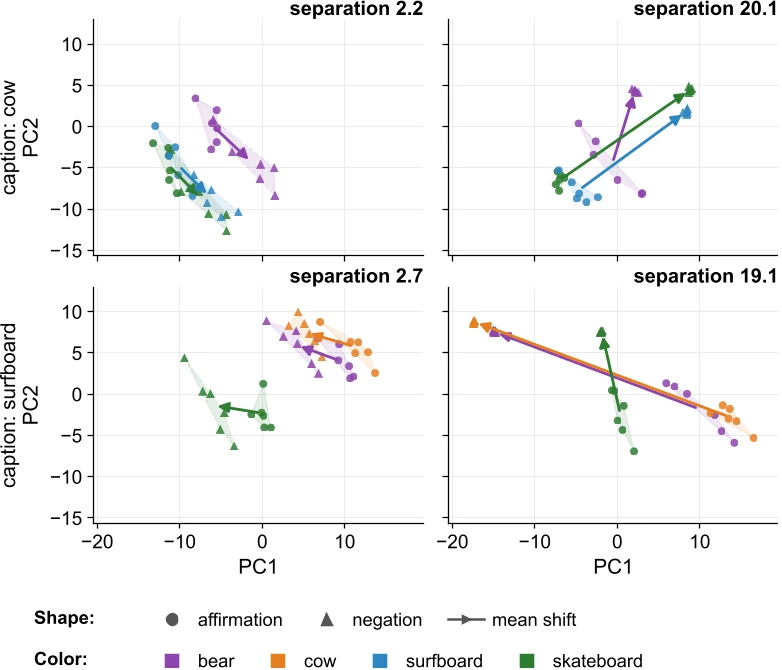 separation 2.2
separation 20.1
caption: cow
PC2
10
5
0
−5
−10
−15
separation 2.7
separation 19.1
caption: surfboard
PC2
10
5
0
−5
−10
−15
−20 −10 0 10
−20 −10 0 10
PC1
PC1
Shape: affirmation negation mean shift
Color: bear cow surfboard skateboard